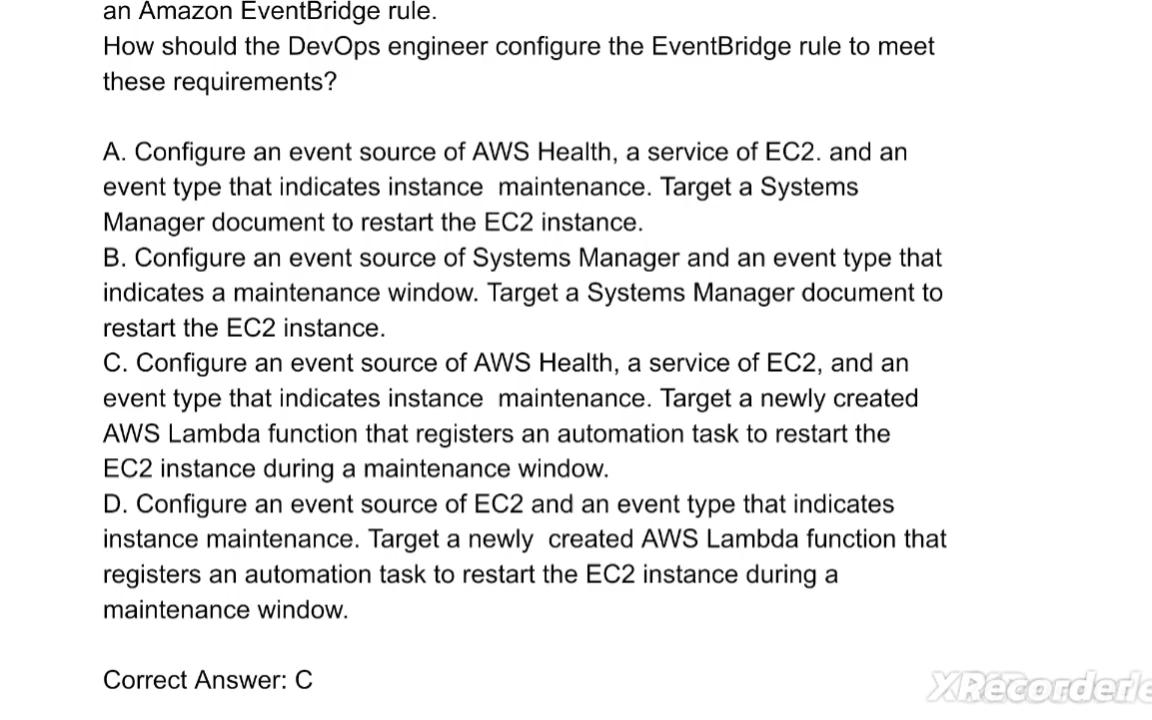 an Amazon EventBridge rule.
How should the DevOps engineer configure the EventBridge rule to meet
these requirements?
A. Configure an event source of AWS Health, a service of EC2. and an
event type that indicates instance  maintenance. Target a Systems
Manager document to restart the EC2 instance.
B. Configure an event source of Systems Manager and an event type that
indicates a maintenance window. Target a Systems Manager document to
restart the EC2 instance.
C. Configure an event source of AWS Health, a service of EC2, and an
event type that indicates instance  maintenance. Target a newly created
AWS Lambda function that registers an automation task to restart the
EC2 instance during a maintenance window.
D. Configure an event source of EC2 and an event type that indicates
instance maintenance. Target a newly  created AWS Lambda function that
registers an automation task to restart the EC2 instance during a
maintenance window.
Correct Answer: C
XRecorder